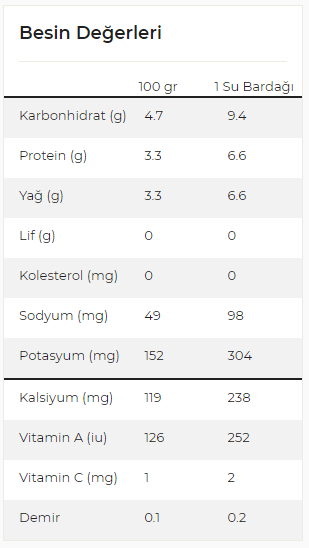 Besin Değerleri
100 gr 1 Su Bardağı
Karbonhidrat (g) 4.7 9.4
Protein (g) 3.3 6.6
Yağ (g) 3.3 6.6
Lif (g) 0 0
Kolesterol (mg) 0 0
Sodyum (mg) 49 98
Potasyum (mg) 152 304
Kalsiyum (mg) 119 238
Vitamin A (iu) 126 252
Vitamin C (mg) 1 2
Demir 0.1 0.2